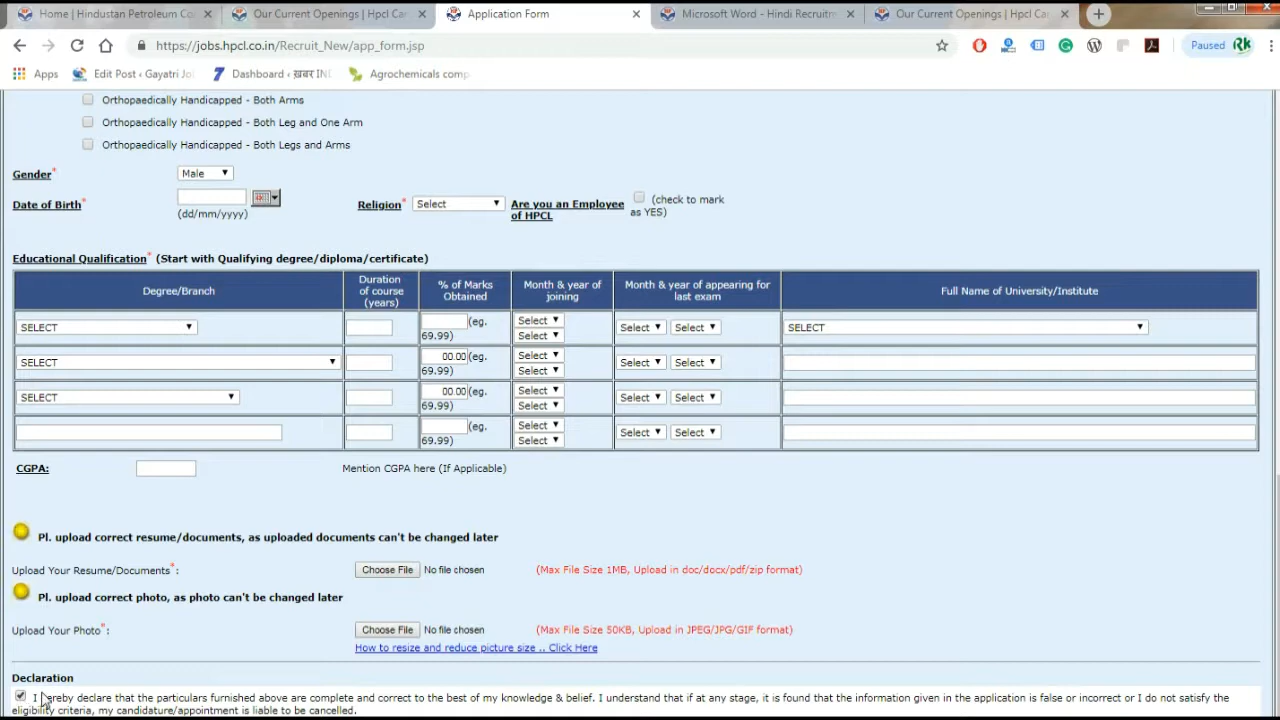 Home | Hindustan Petroleum Co
Our Current Openings | Hpcl Car
Application Form
Microsoft Word - Hindi Recruitm
Our Current Openings | Hpcl Car
https://jobs.hpcl.co.in/Recruit_New/app_form.jsp
Paused
Apps
Edit Post ‹ Gayatri Jo
Dashboard ‹ ख़बर INI
Agrochemicals comp
Orthopaedically Handicapped - Both Arms
Orthopaedically Handicapped - Both Leg and One Arm
Orthopaedically Handicapped - Both Legs and Arms
Gender* Male
Date of Birth* (dd/mm/yyyy) Religion* Select Are you an Employee of HPCL (check to mark as YES)
Educational Qualification* (Start with Qualifying degree/diploma/certificate)
Degree/Branch Duration of course (years) % of Marks Obtained Month & year of joining Month & year of appearing for last exam Full Name of University/Institute
SELECT (eg. 69.99) Select Select Select Select SELECT
SELECT 00.00 (eg. 69.99) Select Select Select Select
SELECT 00.00 (eg. 69.99) Select Select Select Select
(eg. 69.99) Select Select Select Select
CGPA: Mention CGPA here (If Applicable)
Pl. upload correct resume/documents, as uploaded documents can't be changed later
Upload Your Resume/Documents*: Choose File No file chosen (Max File Size 1MB, Upload in doc/docx/pdf/zip format)
Pl. upload correct photo, as photo can't be changed later
Upload Your Photo*: Choose File No file chosen (Max File Size 50KB, Upload in JPEG/JPG/GIF format)
How to resize and reduce picture size .. Click Here
Declaration
I hereby declare that the particulars furnished above are complete and correct to the best of my knowledge & belief. I understand that if at any stage, it is found that the information given in the application is false or incorrect or I do not satisfy the
eligibility criteria, my candidature/appointment is liable to be cancelled.